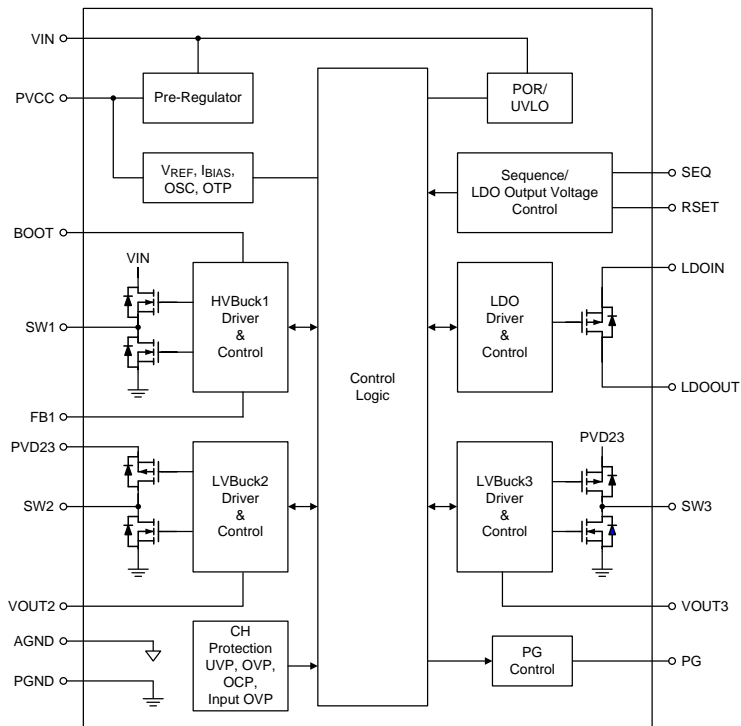 VIN
PVCC
Pre-Regulator
POR/
UVLO
VREF, IBIAS,
OSC, OTP
Sequence/
LDO Output Voltage
Control
SEQ
RSET
BOOT
VIN
SW1
FB1
HVBuck1
Driver
&
Control
Control
Logic
LDO
Driver
&
Control
LDOIN
LDOOUT
PVD23
SW2
VOUT2
LVBuck2
Driver
&
Control
LVBuck3
Driver
&
Control
PVD23
SW3
VOUT3
AGND
PGND
CH
Protection
UVP, OVP,
OCP,
Input OVP
PG
Control
PG